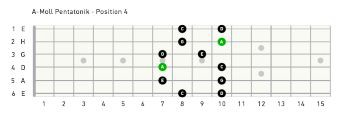 A-Moll Pentatonik - Position 4
1 E C D
2 H G A
3 G D E
4 D A C
5 A E G
6 E C D
1 2 3 4 5 6 7 8 9 10 11 12 13 14 15